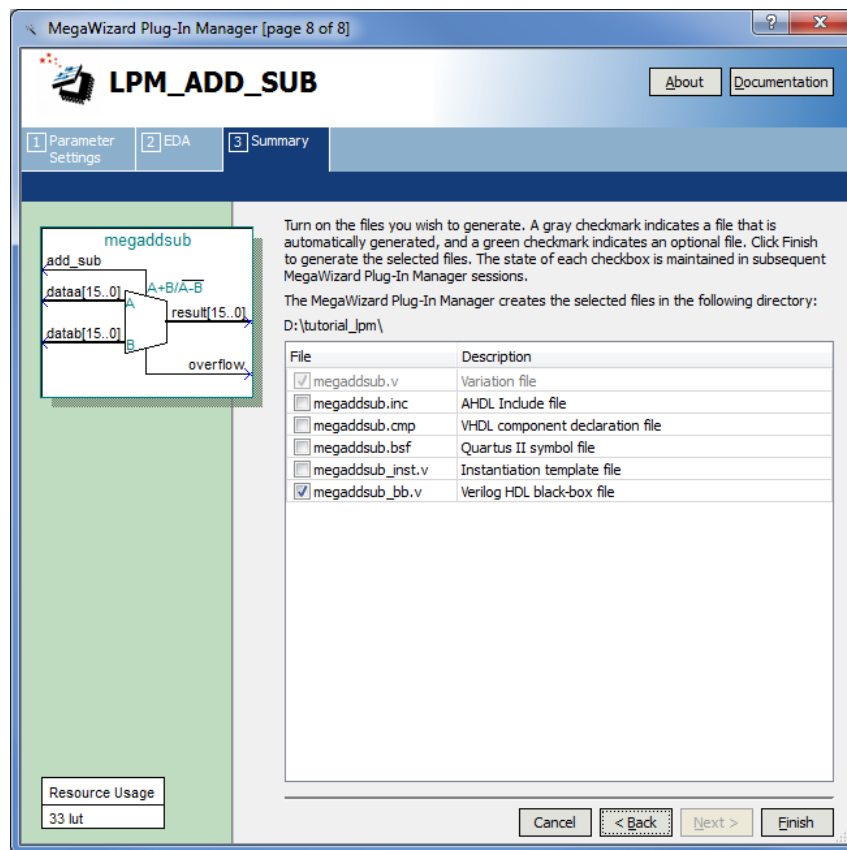 MegaWizard Plug-In Manager [page 8 of 8]
LPM_ADD_SUB
About
Documentation
1 Parameter Settings
2 EDA
3 Summary
megaddsub
add_sub
A+B/A-B
dataa[15..0]
A
result[15..0]
datab[15..0]
B
overflow
Turn on the files you wish to generate. A gray checkmark indicates a file that is
automatically generated, and a green checkmark indicates an optional file. Click Finish
to generate the selected files. The state of each checkbox is maintained in subsequent
MegaWizard Plug-In Manager sessions.
The MegaWizard Plug-In Manager creates the selected files in the following directory:
D:\tutorial_lpm\
File Description
megaddsub.v Variation file
megaddsub.inc AHDL Include file
megaddsub.cmp VHDL component declaration file
megaddsub.bsf Quartus II symbol file
megaddsub_inst.v Instantiation template file
megaddsub_bb.v Verilog HDL black-box file
Resource Usage
33 lut
Cancel
< Back
Next >
Finish